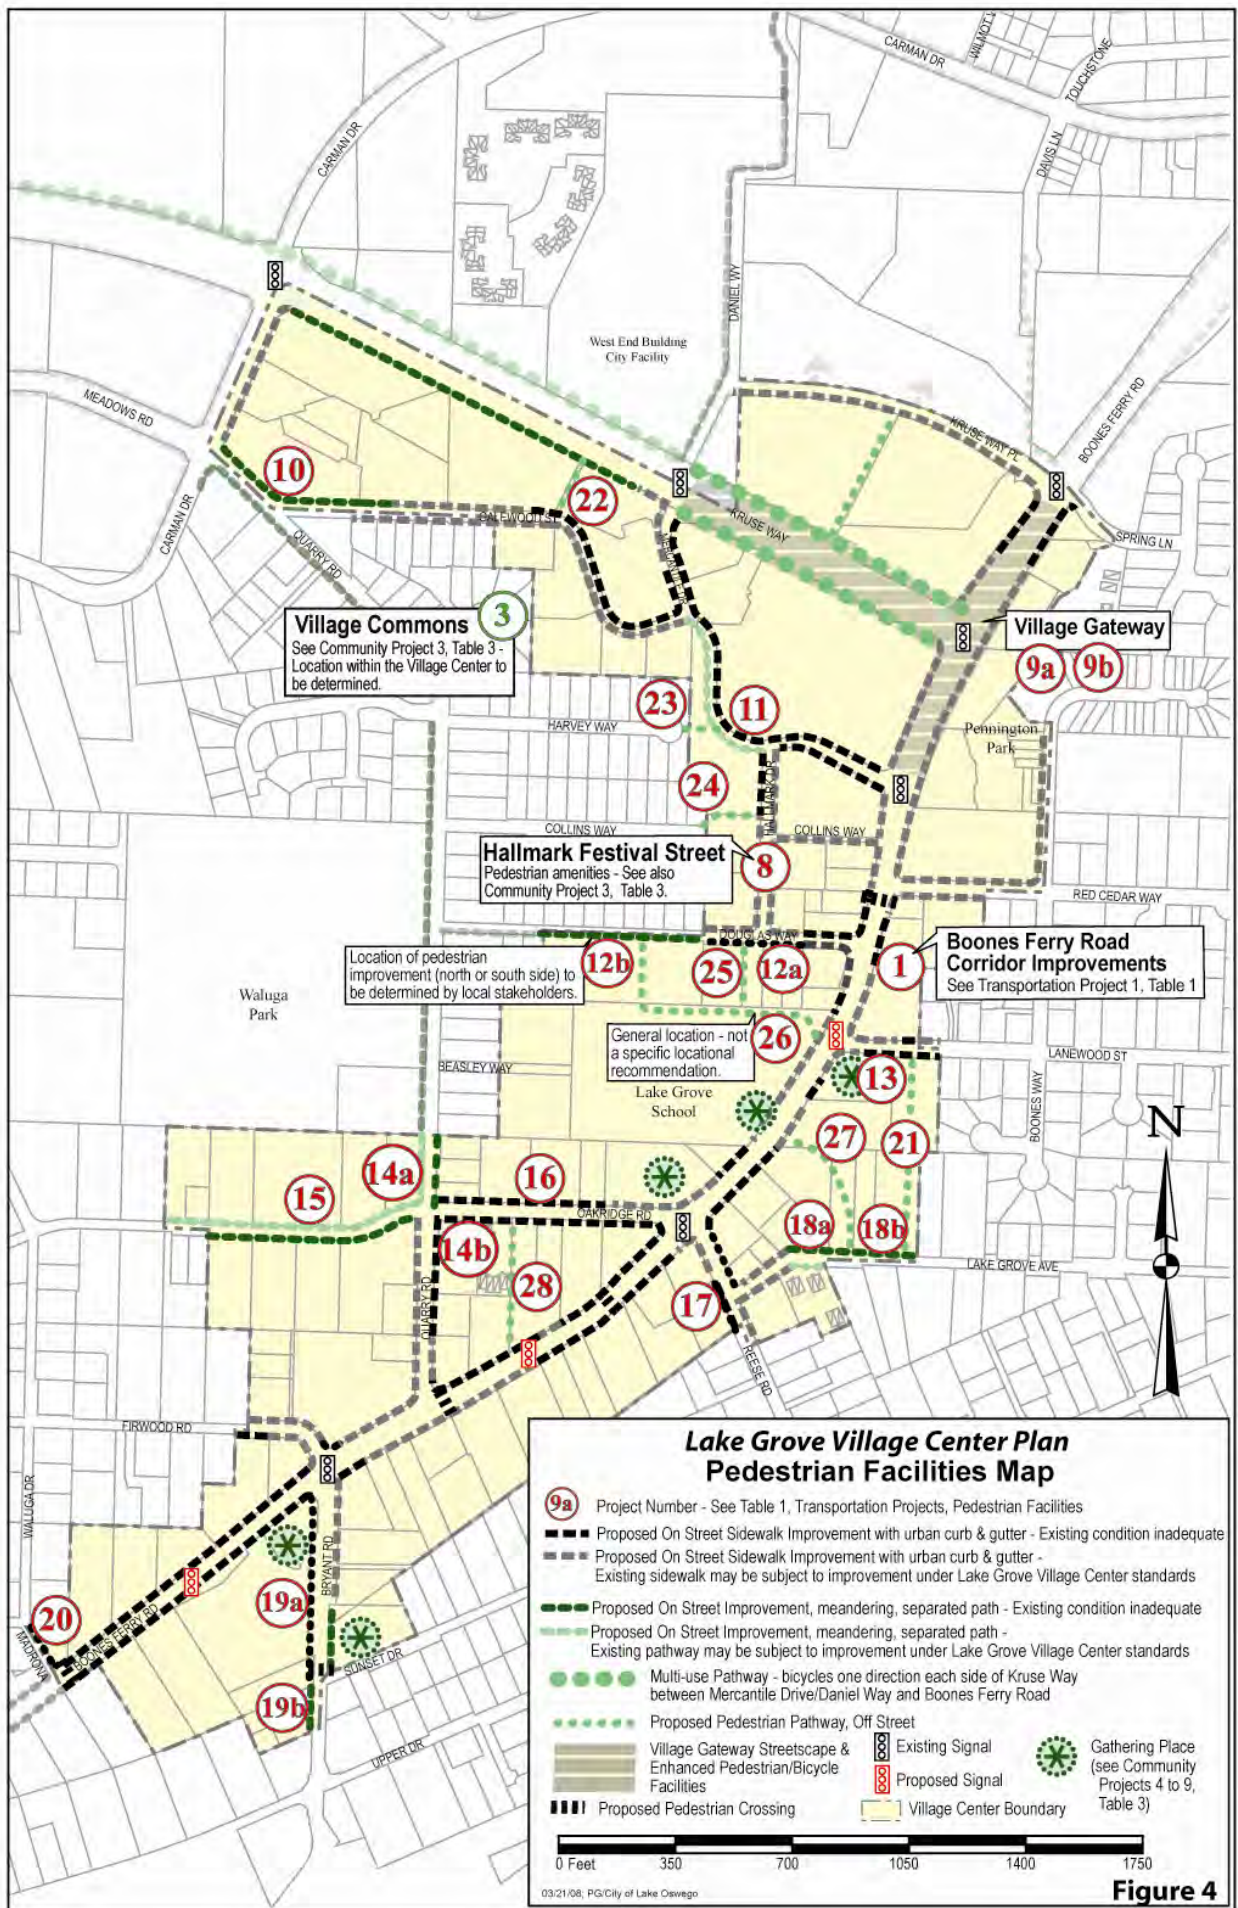 CARMAN DR
WILMOT
TOUCHSTONE
DAVIS LN
CARMAN DR
DANIEL WY
West End Building
City Facility
MEADOWS RD
KRUSE WAY PL
BOONES FERRY RD
10
22
KRUSE WAY
GALEWOOD ST
CARMAN DR
QUARRY RD
MERCANTILE DR
SPRING LN
3
Village Commons
See Community Project 3, Table 3 -
Location within the Village Center to
be determined.
Village Gateway
9a
9b
23
11
HARVEY WAY
Pennington
Park
24
HALLMARK DR
COLLINS WAY
COLLINS WAY
Hallmark Festival Street
Pedestrian amenities - See also
Community Project 3, Table 3.
8
RED CEDAR WAY
DOUGLAS WAY
Location of pedestrian
improvement (north or south side) to
be determined by local stakeholders.
12b
25
12a
1
Boones Ferry Road
Corridor Improvements
See Transportation Project 1, Table 1
Waluga
Park
General location - not
a specific locational
recommendation.
26
LANEWOOD ST
BEASLEY WAY
13
Lake Grove
School
BOONES WAY
N
27
21
14a
16
15
OAKRIDGE RD
18a
18b
14b
LAKE GROVE AVE
28
17
QUARRY RD
REESE RD
FIRWOOD RD
WALUGA DR
BRYANT RD
19a
20
BOONES FERRY RD
MADRONA
SUNSET DR
19b
UPPER DR
Lake Grove Village Center Plan
Pedestrian Facilities Map
9a Project Number - See Table 1, Transportation Projects, Pedestrian Facilities
Proposed On Street Sidewalk Improvement with urban curb & gutter - Existing condition inadequate
Proposed On Street Sidewalk Improvement with urban curb & gutter -
Existing sidewalk may be subject to improvement under Lake Grove Village Center standards
Proposed On Street Improvement, meandering, separated path - Existing condition inadequate
Proposed On Street Improvement, meandering, separated path -
Existing pathway may be subject to improvement under Lake Grove Village Center standards
Multi-use Pathway - bicycles one direction each side of Kruse Way
between Mercantile Drive/Daniel Way and Boones Ferry Road
Proposed Pedestrian Pathway, Off Street
Village Gateway Streetscape &
Enhanced Pedestrian/Bicycle
Facilities
Existing Signal
Proposed Signal
Gathering Place
(see Community
Projects 4 to 9,
Table 3)
Proposed Pedestrian Crossing
Village Center Boundary
0 Feet 350 700 1050 1400 1750
03/21/08; PG/City of Lake Oswego
Figure 4